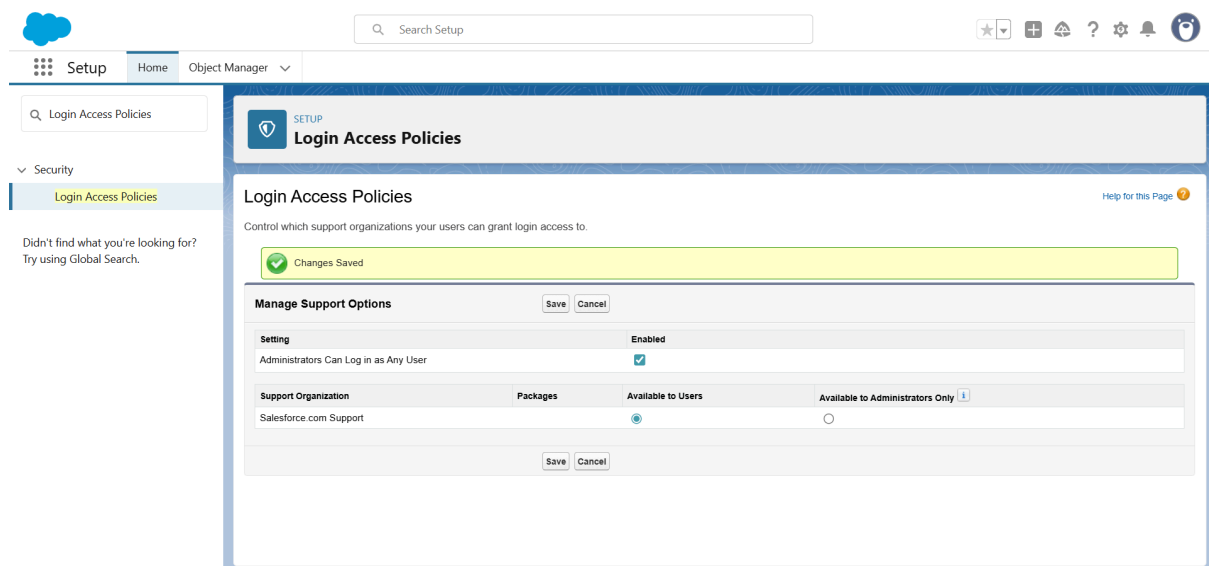 Search Setup
Setup
Home
Object Manager
Login Access Policies
Security
Login Access Policies
Didn't find what you're looking for?
Try using Global Search.
SETUP
Login Access Policies
Login Access Policies
Help for this Page ?
Control which support organizations your users can grant login access to.
Changes Saved
Manage Support Options Save Cancel
Setting Enabled
Administrators Can Log in as Any User
Support Organization Packages Available to Users Available to Administrators Only i
Salesforce.com Support
Save Cancel